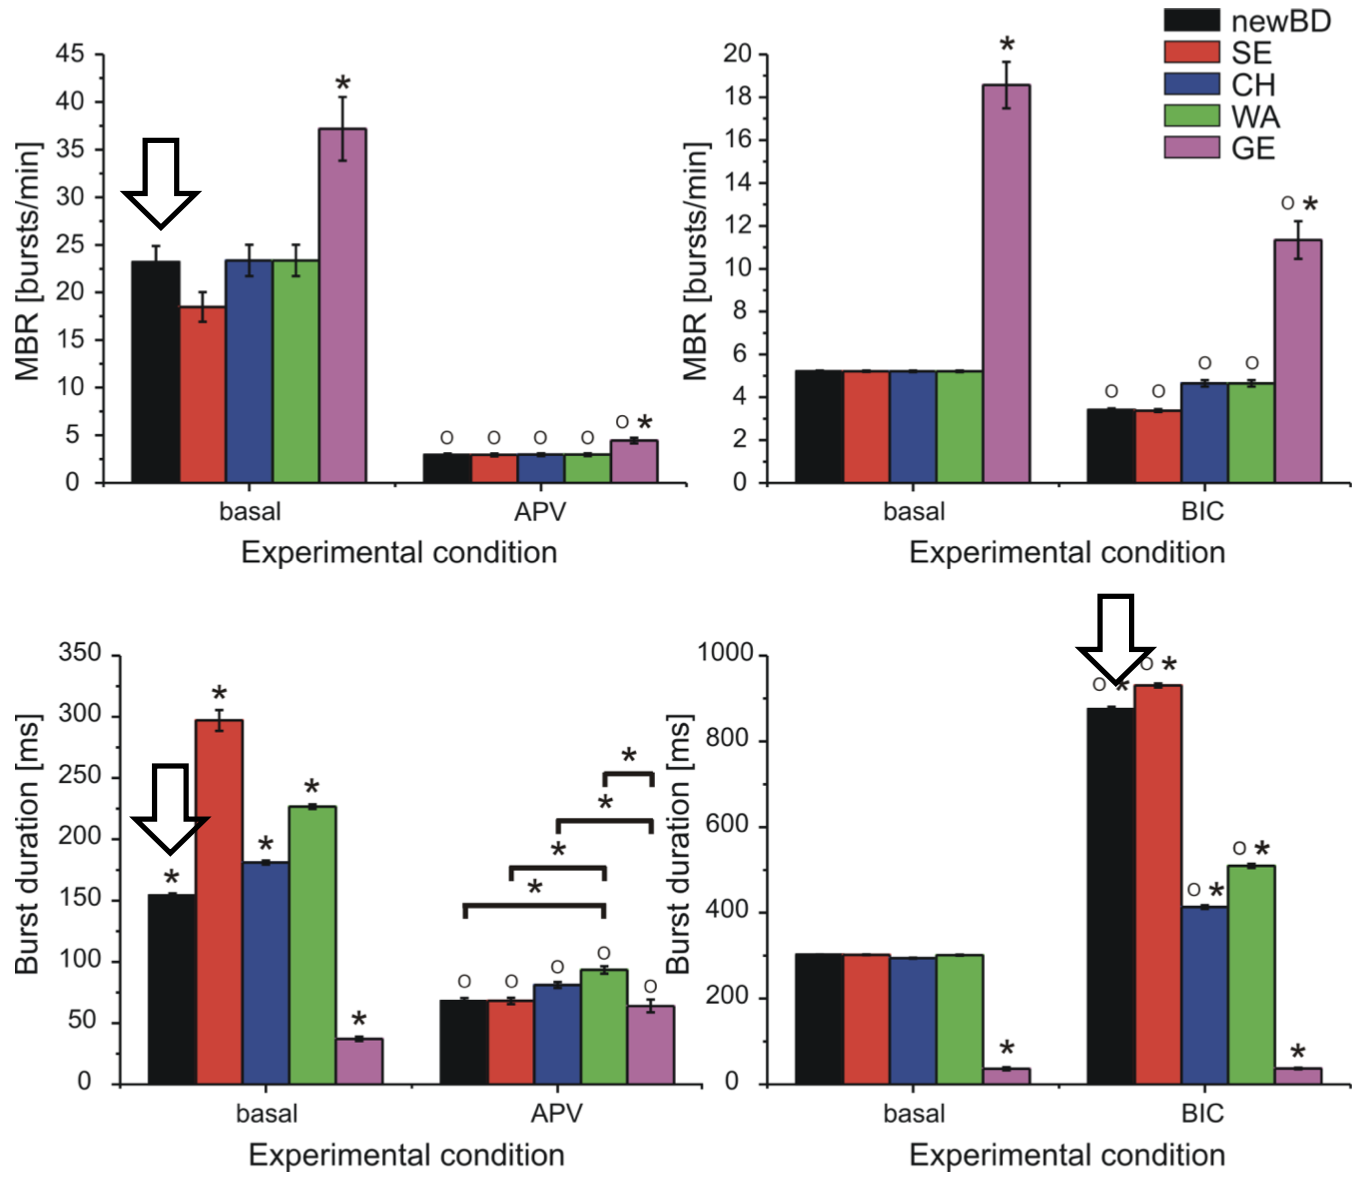 newBD
SE
CH
WA
GE
MBR [bursts/min]
45
40
35
30
25
20
15
10
5
0
*
O O O O O *
basal APV
Experimental condition
MBR [bursts/min]
20
18
16
14
12
10
8
6
4
2
0
*
O O O O O *
basal BIC
Experimental condition
Burst duration [ms]
350
300
250
200
150
100
50
0
* * * * *
* * * *
O O O O O
basal APV
Experimental condition
Burst duration [ms]
1000
800
600
400
200
0
*
O * O * O * O * *
basal BIC
Experimental condition